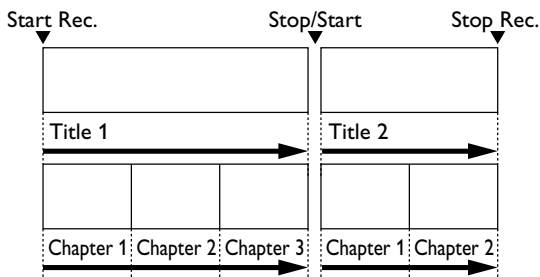 Start Rec. Stop/Start Stop Rec.
Title 1 Title 2
Chapter 1 Chapter 2 Chapter 3 Chapter 1 Chapter 2